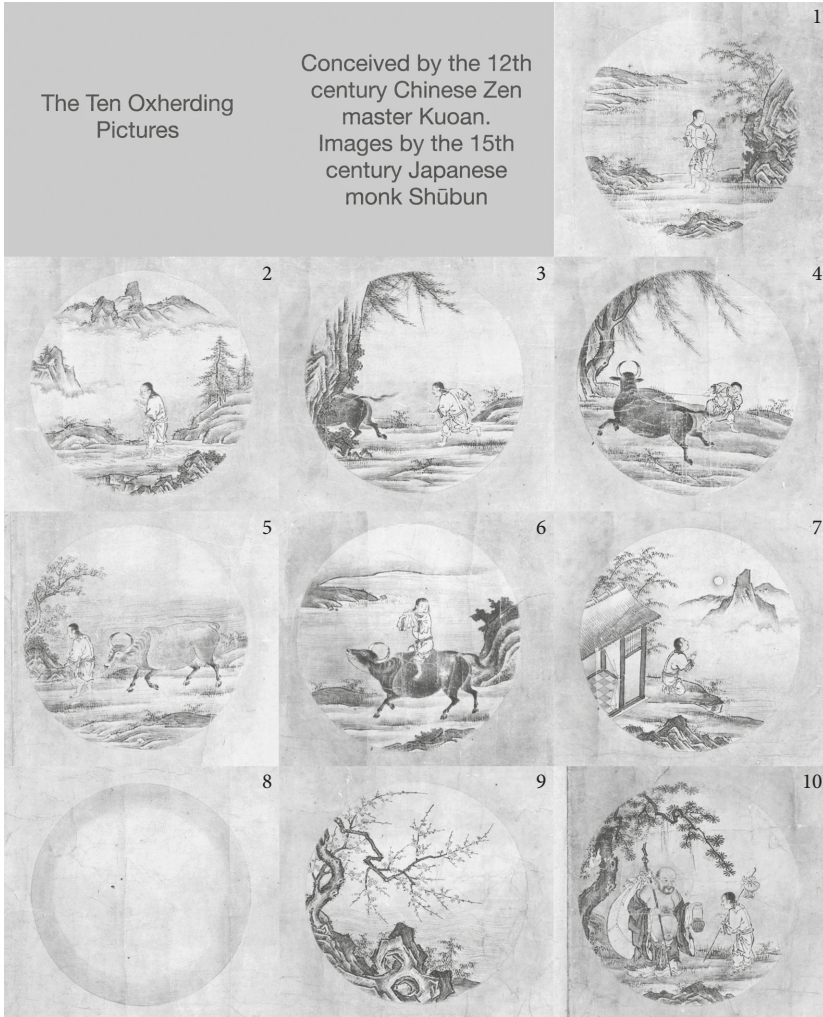 The Ten Oxherding
Pictures
Conceived by the 12th
century Chinese Zen
master Kuoan.
Images by the 15th
century Japanese
monk Shūbun
1
2
3
4
5
6
7
8
9
10